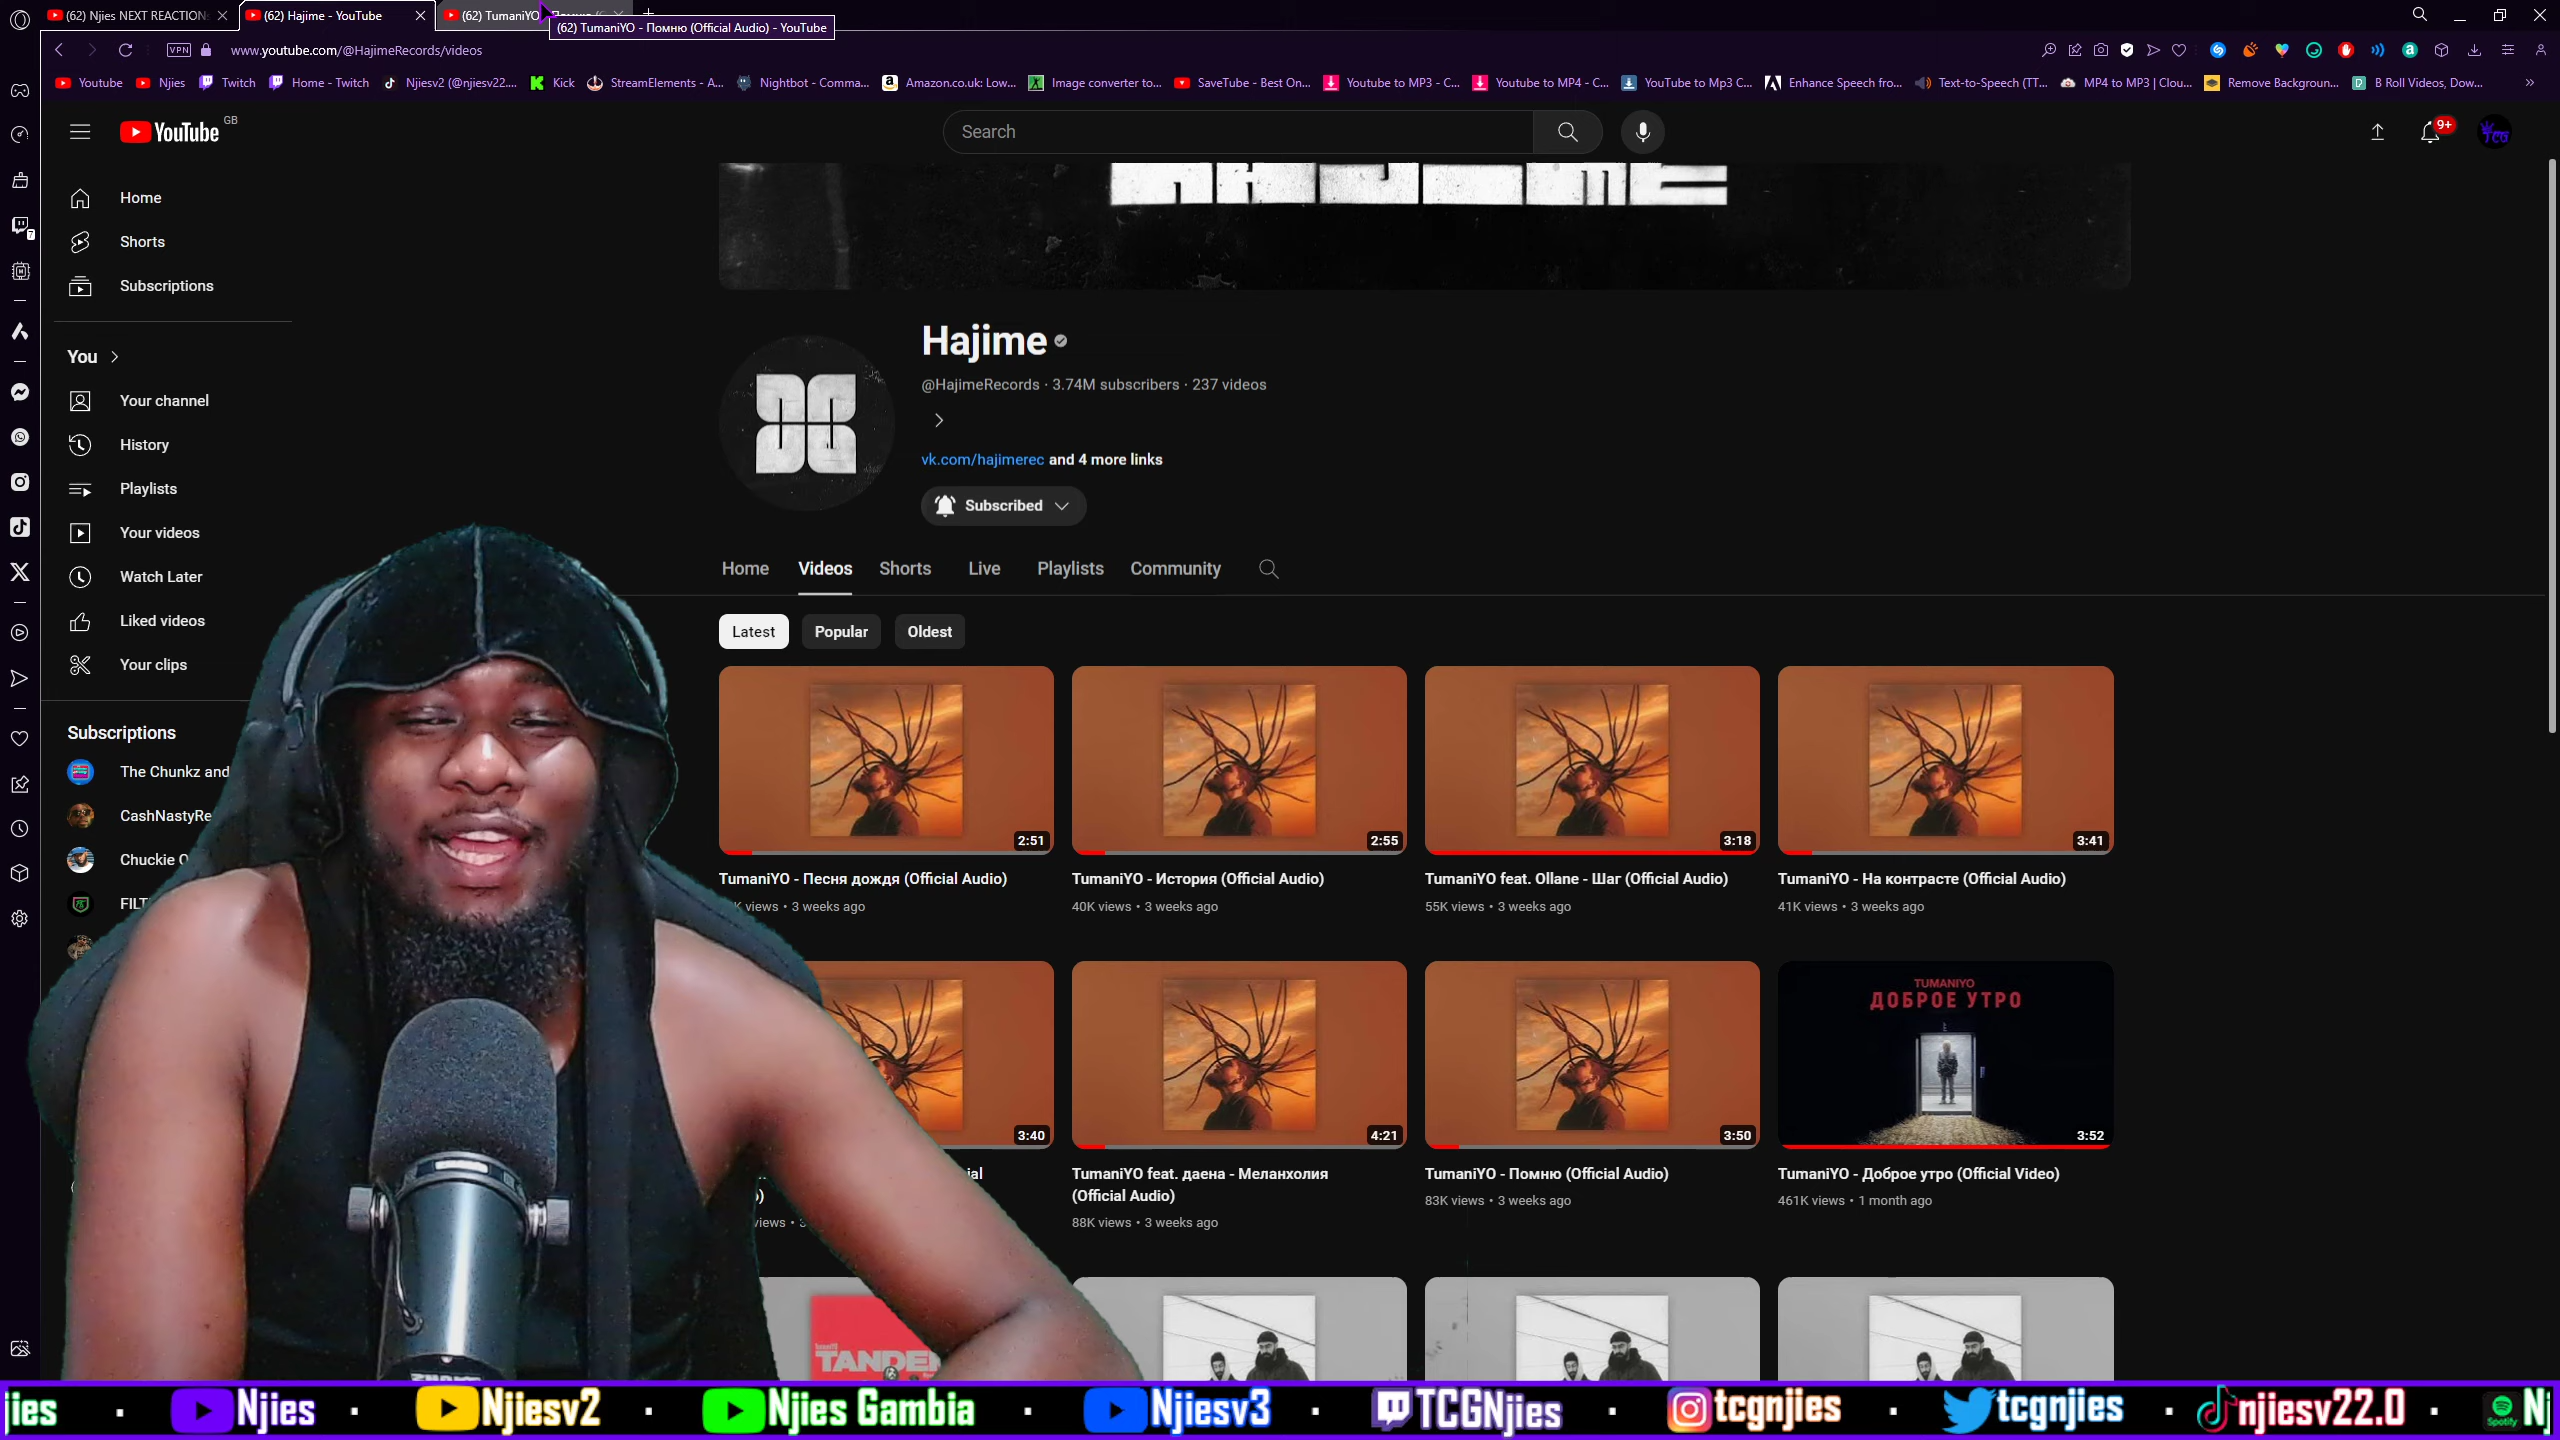 (62) Njies NEXT REACTION
(62) Hajime - YouTube
(62) TumaniYO
(62) TumaniYO - Помню (Official Audio) - YouTube
VPN
www.youtube.com/@HajimeRecords/videos
Youtube
Njies
Twitch
Home - Twitch
Njiesv2 (@njiesv22....
Kick
StreamElements - A...
Nightbot - Comma...
Amazon.co.uk: Low...
Image converter to...
SaveTube - Best On...
Youtube to MP3 - C...
Youtube to MP4 - C...
YouTube to Mp3 C...
Enhance Speech fro...
Text-to-Speech (TT...
MP4 to MP3 | Clou...
Remove Backgroun...
B Roll Videos, Dow...
YouTube GB
Search
9+
TCG
7
Home
Shorts
Subscriptions
You
Your channel
History
Playlists
Your videos
Watch Later
Liked videos
Your clips
Subscriptions
The Chunkz and
CashNastyRe
Chuckie O
FILT
HAJIME
Hajime
@HajimeRecords · 3.74M subscribers · 237 videos
vk.com/hajimerec and 4 more links
Subscribed
Home
Videos
Shorts
Live
Playlists
Community
Latest
Popular
Oldest
2:51
2:55
3:18
3:41
TumaniYO - Песня дождя (Official Audio)
K views • 3 weeks ago
TumaniYO - История (Official Audio)
40K views • 3 weeks ago
TumaniYO feat. Ollane - Шаг (Official Audio)
55K views • 3 weeks ago
TumaniYO - На контрасте (Official Audio)
41K views • 3 weeks ago
TUMANIYO
ДОБРОЕ УТРО
3:40
4:21
3:50
3:52
TumaniYO feat. даена - Меланхолия
(Official Audio)
88K views • 3 weeks ago
TumaniYO - Помню (Official Audio)
83K views • 3 weeks ago
TumaniYO - Доброе утро (Official Video)
461K views • 1 month ago
TANDEM
jies · Njies · Njiesv2 · Njies Gambia · Njiesv3 · TCGNjies · tcgnjies · tcgnjies · njiesv22.0 · Spotify Nj